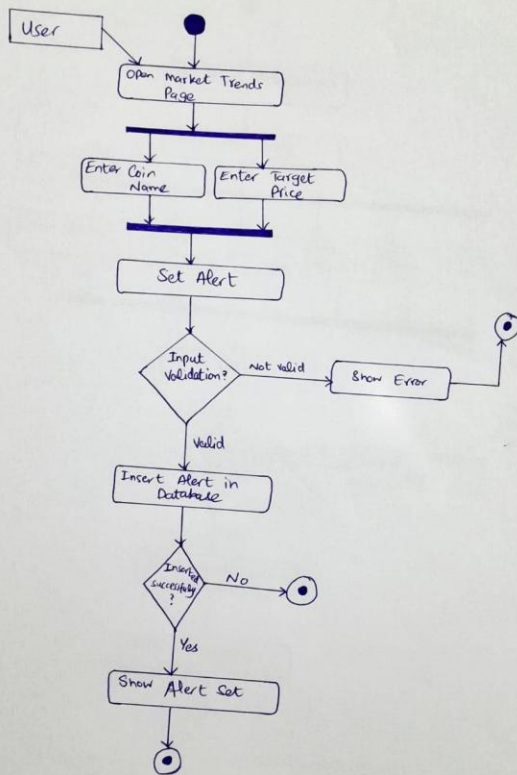 User
Open Market Trends
Page
Enter Coin
Name
Enter Target
Price
Set Alert
Input
Validation?
Not valid
Show Error
Valid
Insert Alert in
Database
Inserted
successfully
?
No
Yes
Show Alert Set